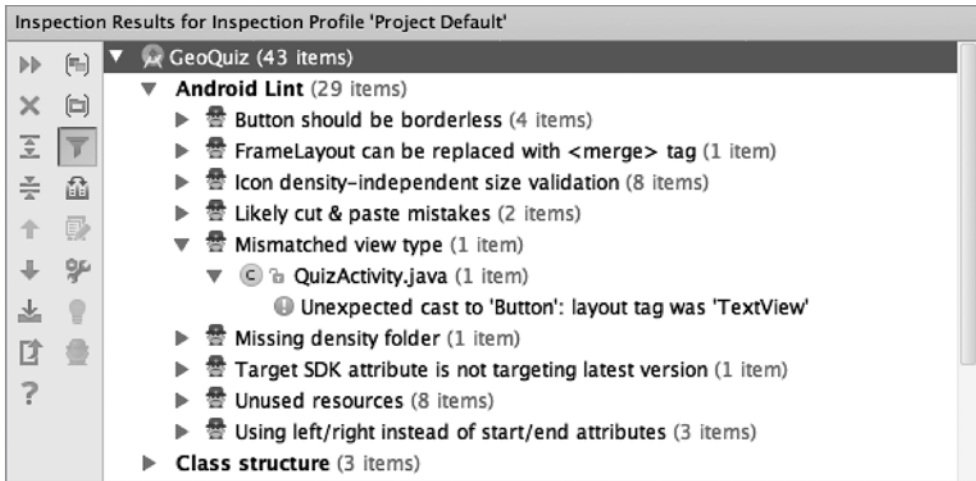 Inspection Results for Inspection Profile 'Project Default'
GeoQuiz (43 items)
Android Lint (29 items)
Button should be borderless (4 items)
FrameLayout can be replaced with <merge> tag (1 item)
Icon density-independent size validation (8 items)
Likely cut & paste mistakes (2 items)
Mismatched view type (1 item)
C QuizActivity.java (1 item)
Unexpected cast to 'Button': layout tag was 'TextView'
Missing density folder (1 item)
Target SDK attribute is not targeting latest version (1 item)
Unused resources (8 items)
Using left/right instead of start/end attributes (3 items)
Class structure (3 items)